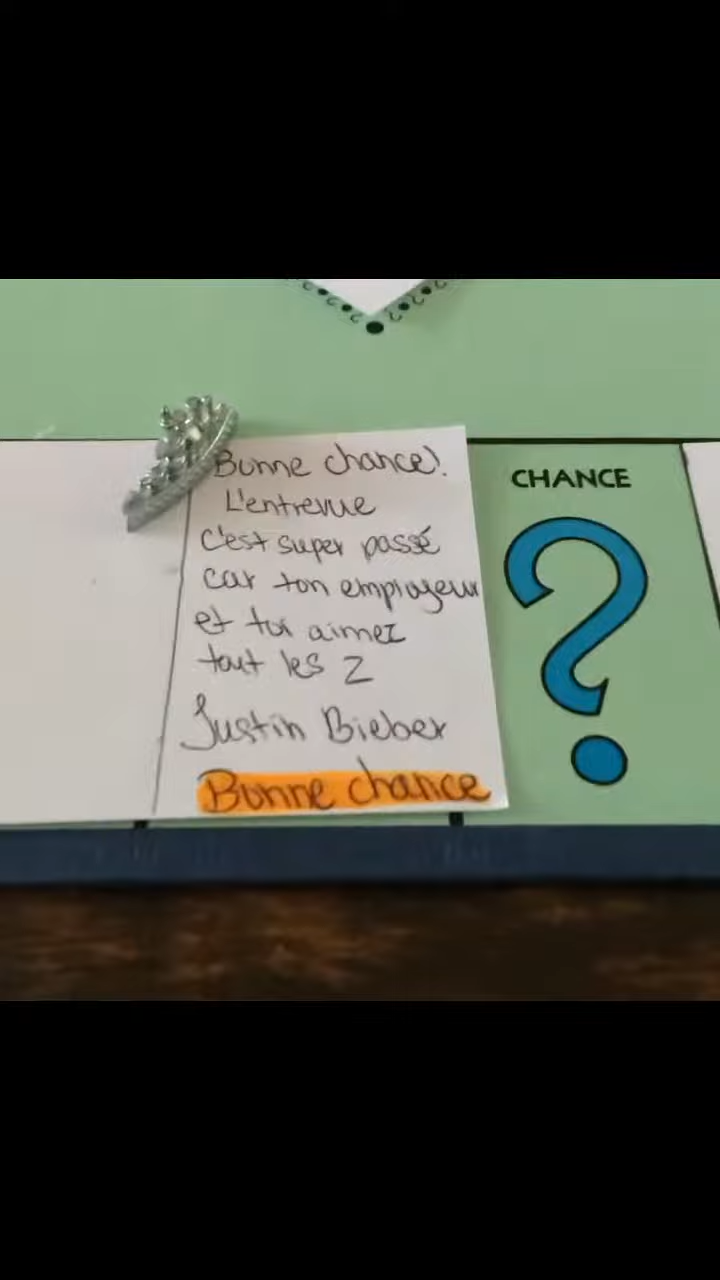 Bonne chance!
L'entrevue
c'est super passé
car ton employeur
et toi aimez
tout les 2
Justin Bieber
Bonne chance
CHANCE
?